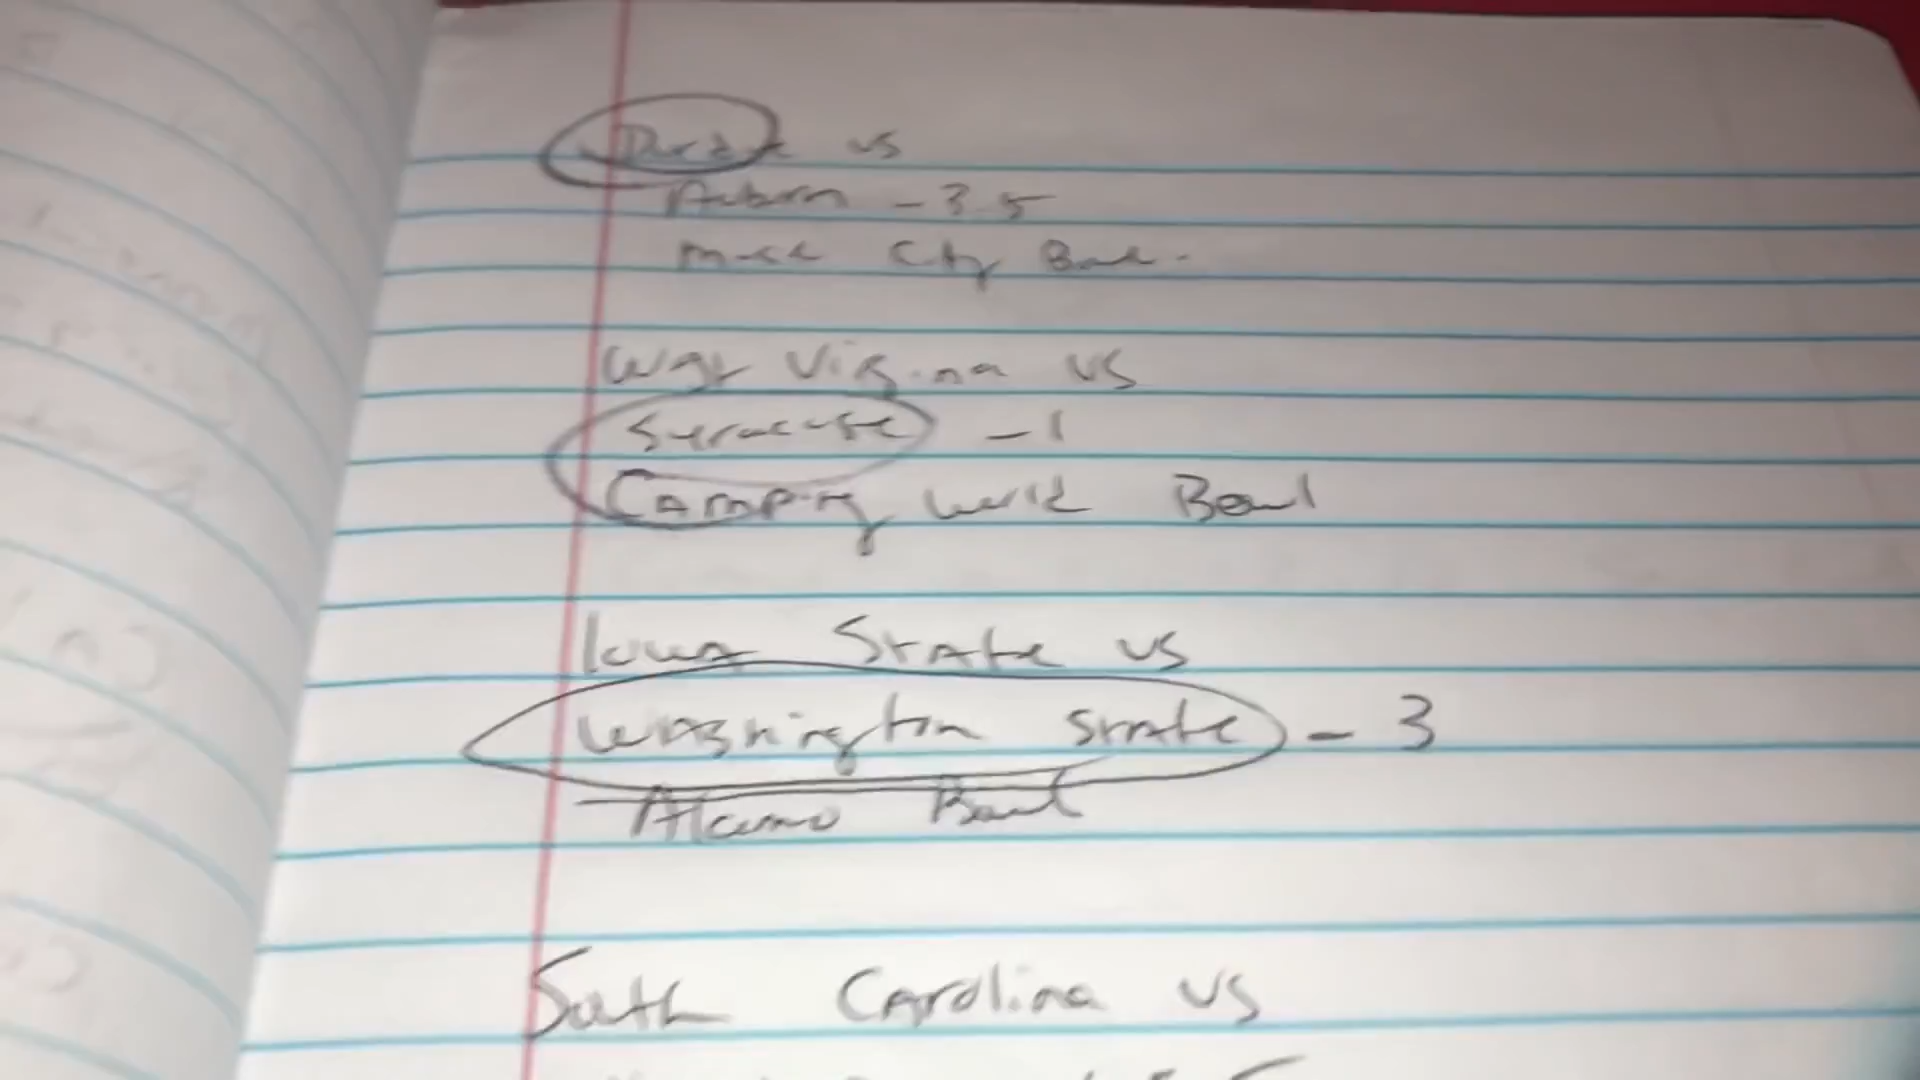 Purdue vs
Auburn - 3.5
Music City Bowl
West Virgina vs
Syracuse - 1
Camping World Bowl
Iowa State vs
Washington State - 3
Alamo Bowl
South Carolina vs